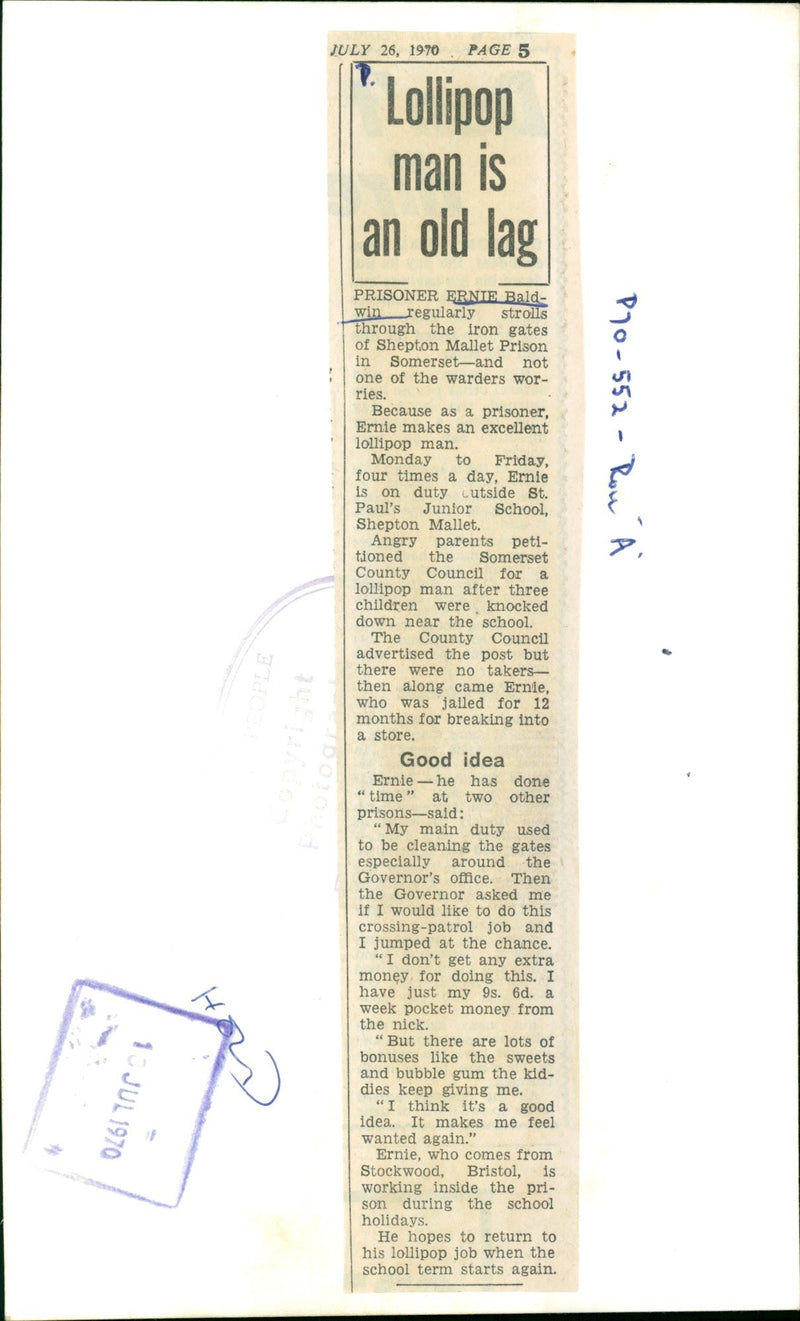 JULY 26, 1970 . PAGE 5
P.
Lollipop
man is
an old lag
PRISONER ERNIE Bald-
win regularly strolls
through the iron gates
of Shepton Mallet Prison
in Somerset—and not
one of the warders wor-
ries.
Because as a prisoner,
Ernie makes an excellent
lollipop man.
Monday to Friday,
four times a day, Ernie
is on duty outside St.
Paul's Junior School,
Shepton Mallet.
Angry parents peti-
tioned the Somerset
County Council for a
lollipop man after three
children were knocked
down near the school.
The County Council
advertised the post but
there were no takers—
then along came Ernie,
who was jailed for 12
months for breaking into
a store.
Good idea
Ernie — he has done
"time" at two other
prisons—said:
"My main duty used
to be cleaning the gates
especially around the
Governor's office. Then
the Governor asked me
if I would like to do this
crossing-patrol job and
I jumped at the chance.
"I don't get any extra
money for doing this. I
have just my 9s. 6d. a
week pocket money from
the nick.
"But there are lots of
bonuses like the sweets
and bubble gum the kid-
dies keep giving me.
"I think it's a good
idea. It makes me feel
wanted again."
Ernie, who comes from
Stockwood, Bristol, is
working inside the pri-
son during the school
holidays.
He hopes to return to
his lollipop job when the
school term starts again.
P70-552- "A"
PEOPLE
Copyright
JUL 1970